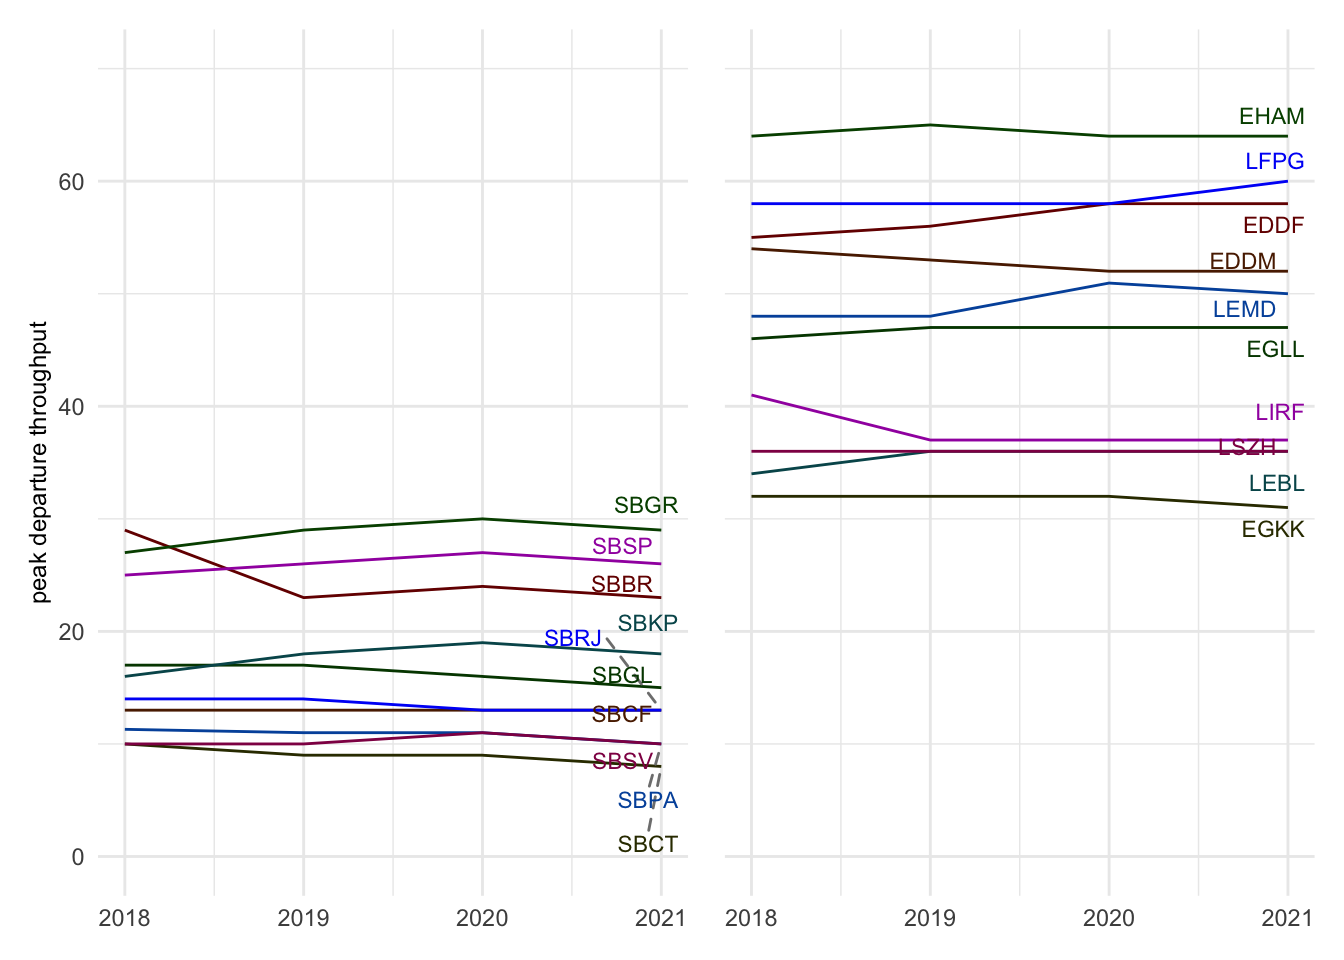 peak departure throughput
60
40
20
0
SBGR
SBSP
SBBR
SBKP
SBRJ
SBGL
SBCF
SBSV
SBPA
SBCT
2018 2019 2020 2021
EHAM
LFPG
EDDF
EDDM
LEMD
EGLL
LIRF
LSZH
LEBL
EGKK
2018 2019 2020 2021